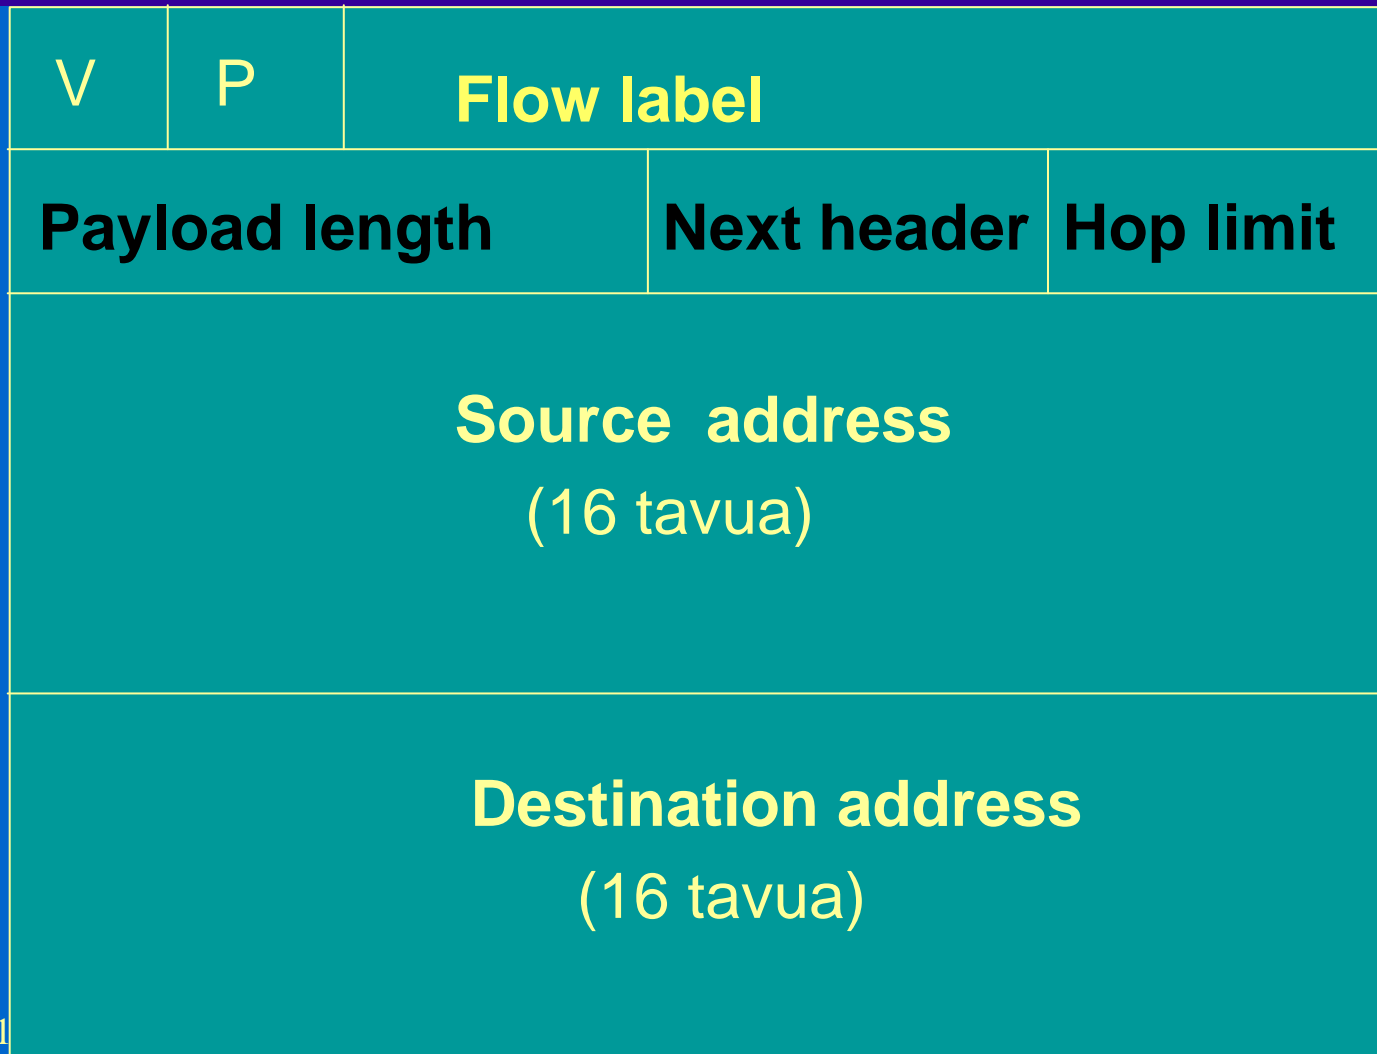 V P Flow label
Payload length Next header Hop limit
Source address
(16 tavua)
Destination address
(16 tavua)